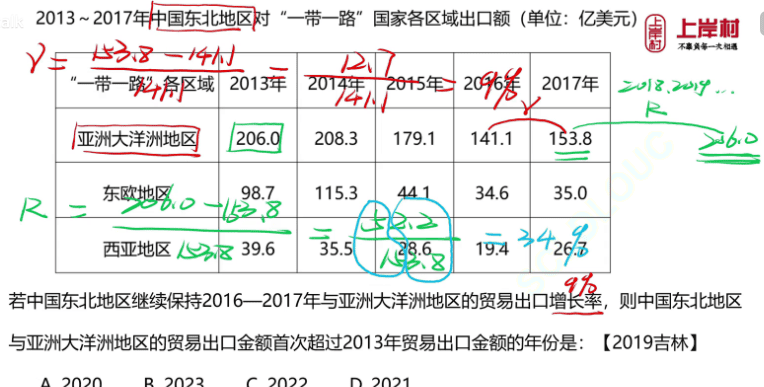 2013～2017年中国东北地区对“一带一路”国家各区域出口额（单位：亿美元）
上岸村
上岸村
不辜负每一次相遇
r = 153.8 - 141.1 / 141.1 = 12.7 / 141.1 = 9%
“一带一路”各区域 2013年 2014年 2015年 2016年 2017年
2018.2019...
r
R
亚洲大洋洲地区 206.0 208.3 179.1 141.1 153.8
206.0
东欧地区 98.7 115.3 44.1 34.6 35.0
R = 206.0 - 153.8 / 153.8 = 52.2 / 153.8 = 34%
西亚地区 39.6 35.5 28.6 19.4 26.7
9%
若中国东北地区继续保持2016—2017年与亚洲大洋洲地区的贸易出口增长率，则中国东北地区
与亚洲大洋洲地区的贸易出口金额首次超过2013年贸易出口金额的年份是：【2019吉林】
A. 2020 B. 2023 C. 2022 D. 2021